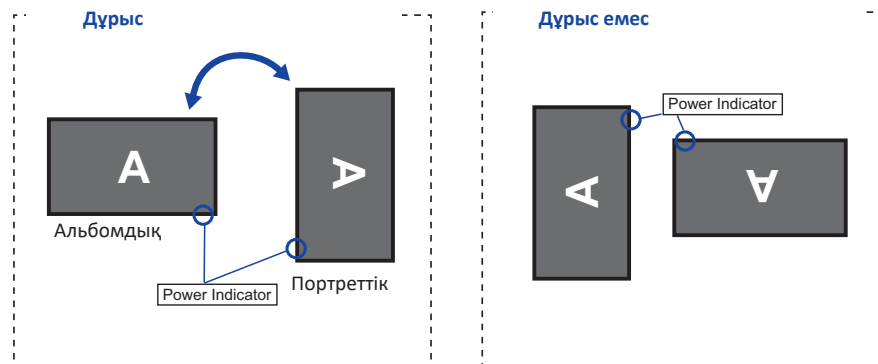 Дұрыс
A
A
Альбомдық
Power Indicator
Портреттік
Дұрыс емес
Power Indicator
A
A